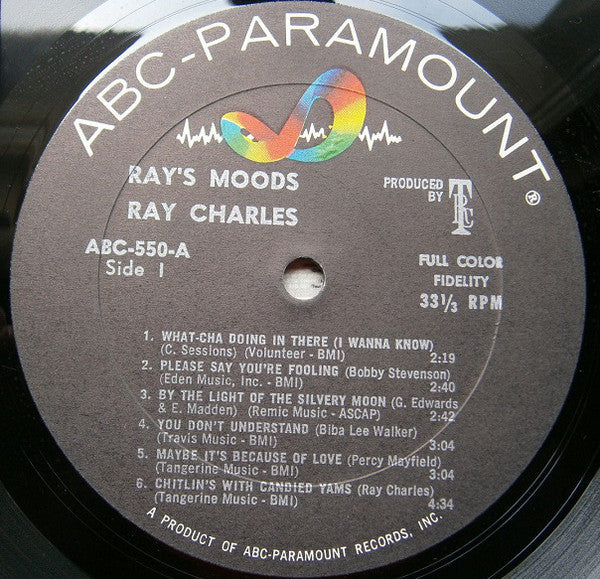 ABC-PARAMOUNT®
RAY'S MOODS
RAY CHARLES
PRODUCED
BY TRC
ABC-550-A
Side 1
FULL COLOR
FIDELITY
33⅓ RPM
1. WHAT-CHA DOING IN THERE (I WANNA KNOW)
(C. Sessions) (Volunteer - BMI) 2:19
2. PLEASE SAY YOU'RE FOOLING (Bobby Stevenson)
(Eden Music, Inc. - BMI) 2:40
3. BY THE LIGHT OF THE SILVERY MOON (G. Edwards
& E. Madden) (Remic Music - ASCAP) 2:42
4. YOU DON'T UNDERSTAND (Biba Lee Walker)
(Travis Music - BMI) 3:04
5. MAYBE IT'S BECAUSE OF LOVE (Percy Mayfield)
(Tangerine Music - BMI) 3:04
6. CHITLIN'S WITH CANDIED YAMS (Ray Charles)
(Tangerine Music - BMI) 4:34
A PRODUCT OF ABC-PARAMOUNT RECORDS, INC.